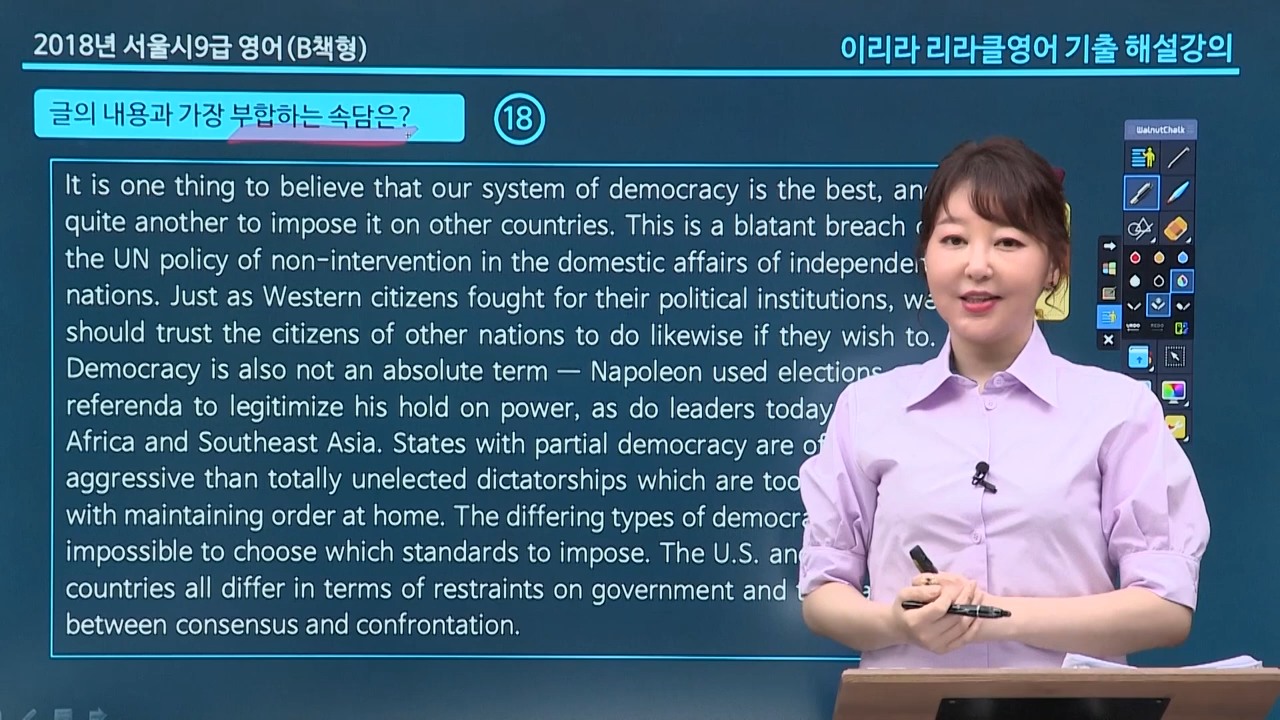 2018년 서울시9급 영어(B책형)
이리라 리라클영어 기출 해설강의
글의 내용과 가장 부합하는 속담은?
18
WalnutChalk
It is one thing to believe that our system of democracy is the best, an
quite another to impose it on other countries. This is a blatant breach
the UN policy of non-intervention in the domestic affairs of independen
nations. Just as Western citizens fought for their political institutions, we
should trust the citizens of other nations to do likewise if they wish to.
Democracy is also not an absolute term — Napoleon used elections
referenda to legitimize his hold on power, as do leaders today
Africa and Southeast Asia. States with partial democracy are of
aggressive than totally unelected dictatorships which are too
with maintaining order at home. The differing types of democra
impossible to choose which standards to impose. The U.S. an
countries all differ in terms of restraints on government and
between consensus and confrontation.